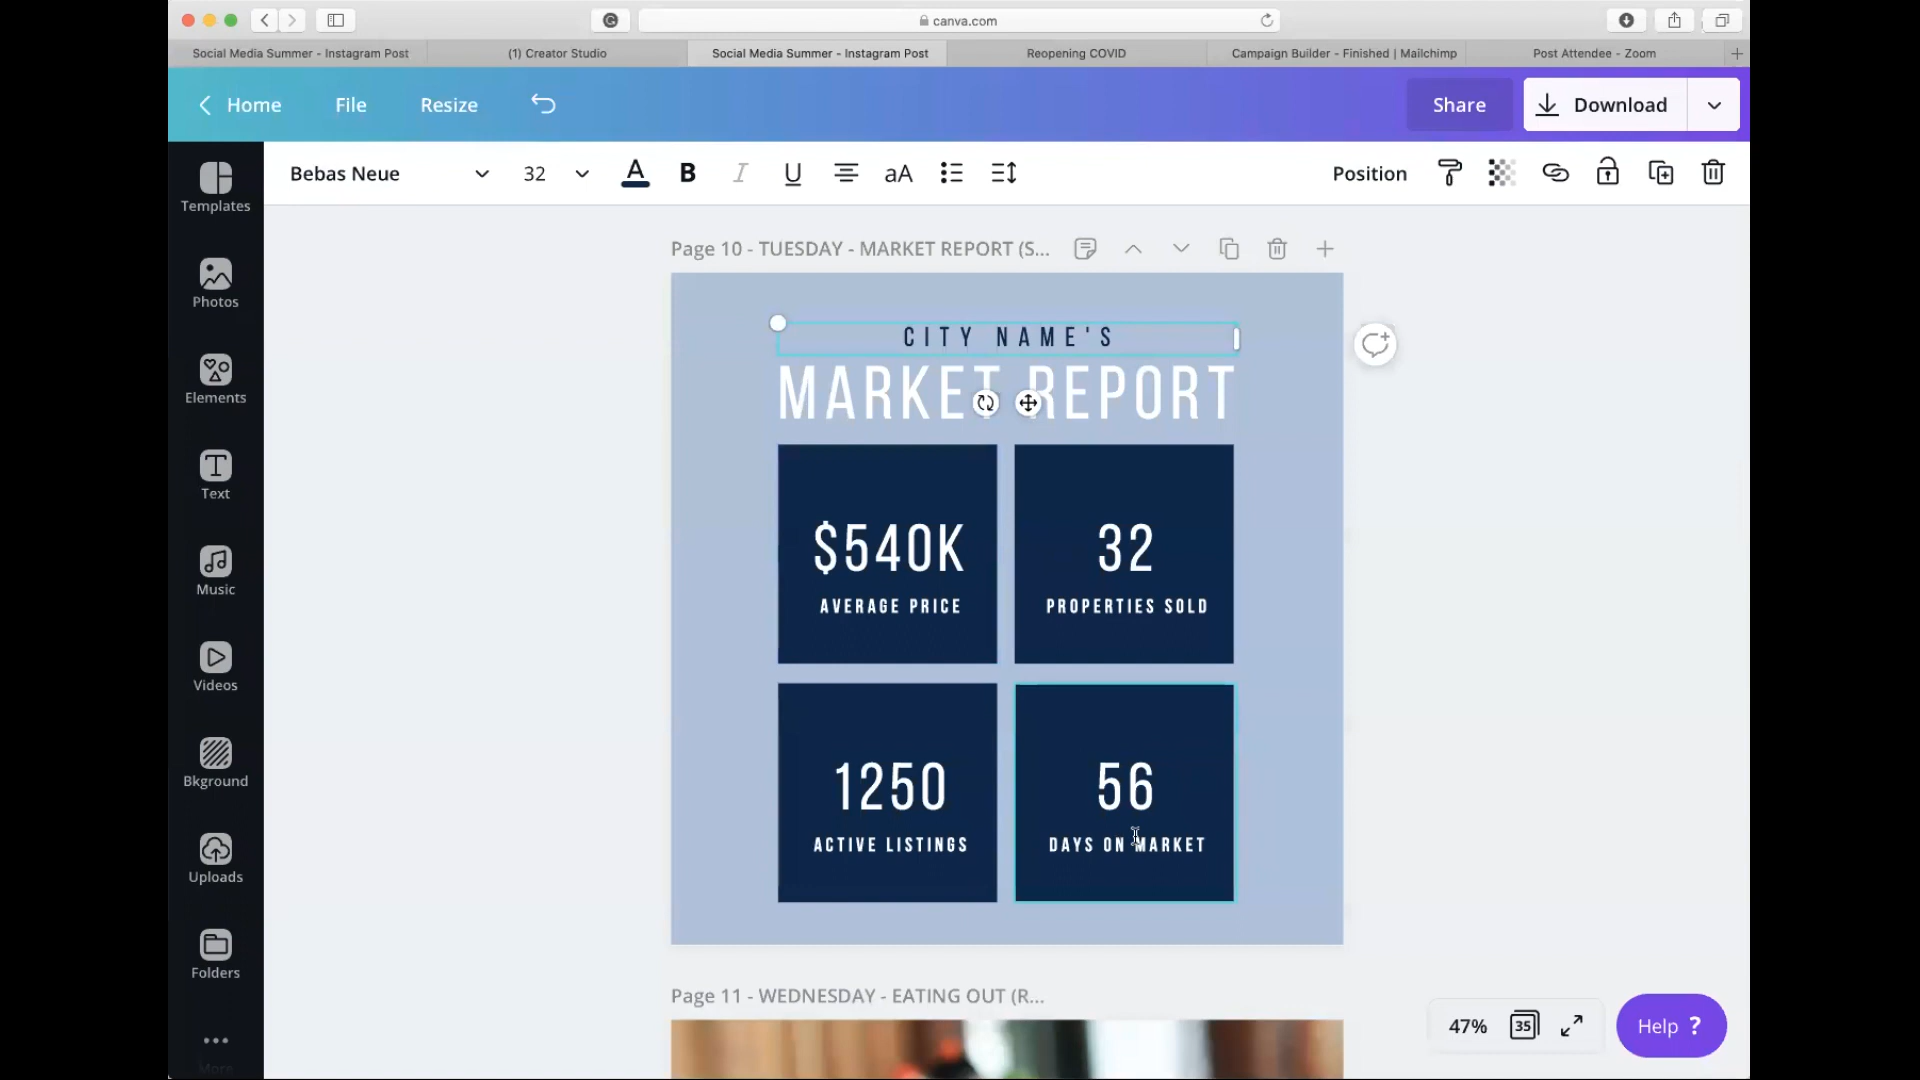 canva.com
Social Media Summer - Instagram Post
(1) Creator Studio
Social Media Summer - Instagram Post
Reopening COVID
Campaign Builder - Finished | Mailchimp
Post Attendee - Zoom
Home
File
Resize
Share
Download
Bebas Neue
32
A
B
I
U
aA
Position
Templates
Photos
Elements
Text
Music
Videos
Bkground
Uploads
Folders
More
Page 10 - TUESDAY - MARKET REPORT (S...
CITY NAME'S
MARKET REPORT
$540K
AVERAGE PRICE
32
PROPERTIES SOLD
1250
ACTIVE LISTINGS
56
DAYS ON MARKET
Page 11 - WEDNESDAY - EATING OUT (R...
47%
35
Help ?